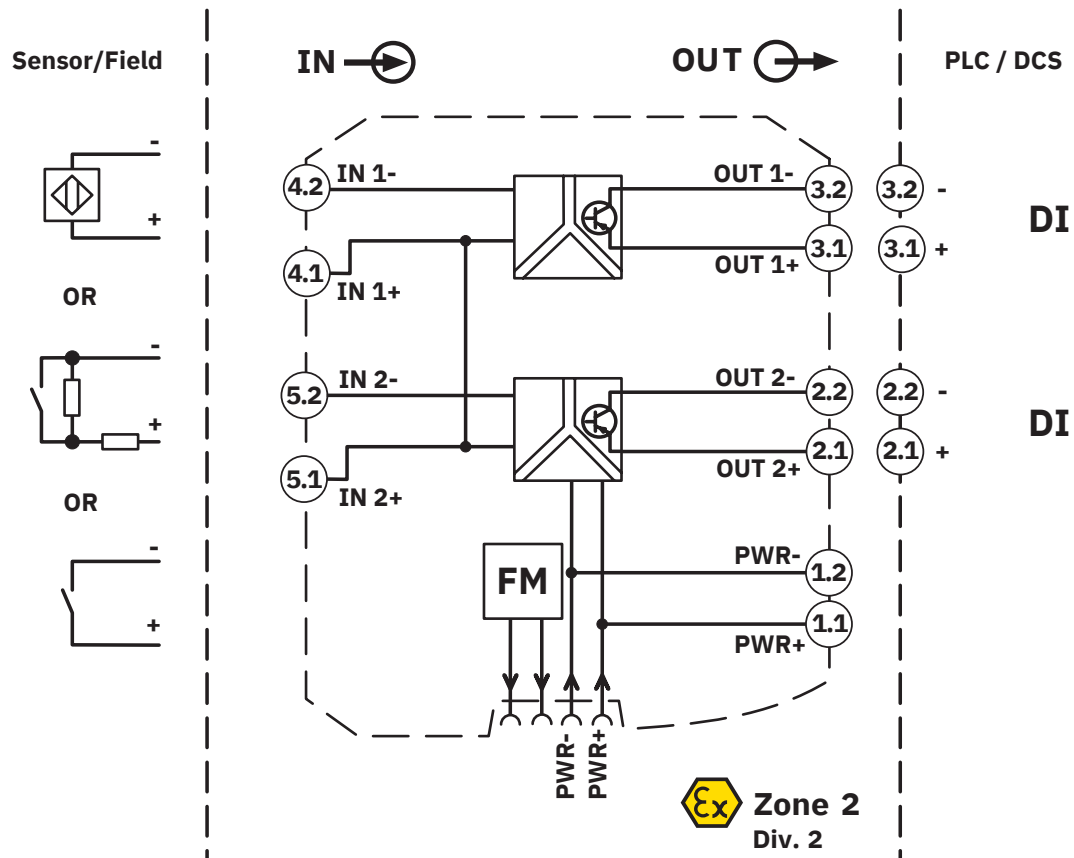 Sensor/Field
IN
OUT
PLC / DCS
-
+
OR
-
+
OR
-
+
4.2
IN 1-
4.1
IN 1+
5.2
IN 2-
5.1
IN 2+
OUT 1-
3.2
OUT 1+
3.1
OUT 2-
2.2
OUT 2+
2.1
FM
PWR-
1.2
1.1
PWR+
PWR-
PWR+
3.2 -
3.1 +
DI
2.2 -
2.1 +
DI
Ex Zone 2
Div. 2